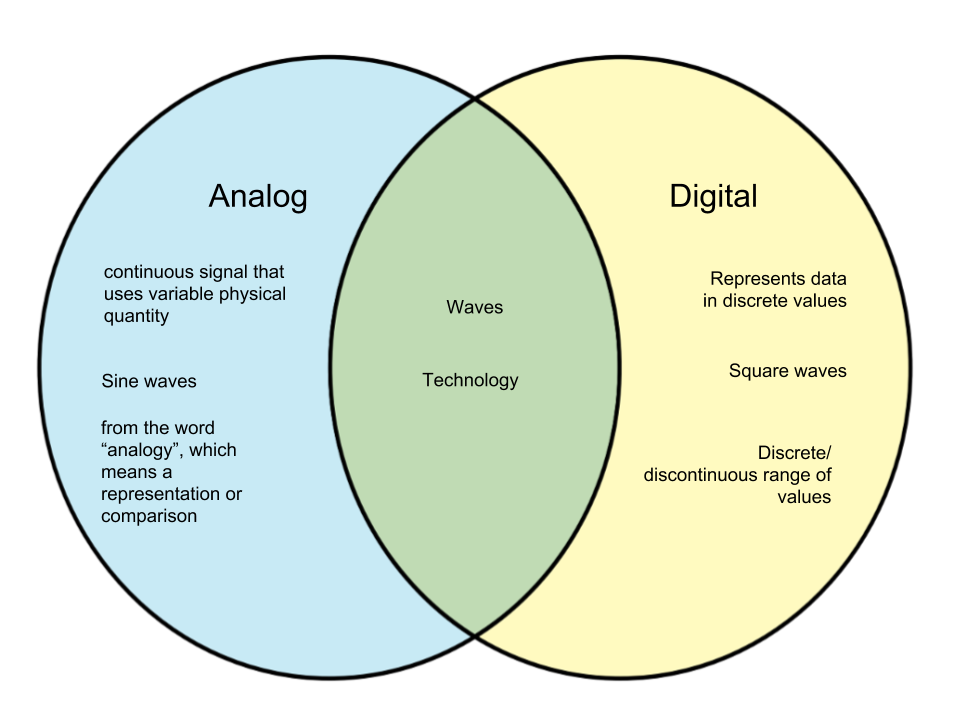 Analog
continuous signal that
uses variable physical
quantity
Sine waves
from the word
“analogy”, which
means a
representation or
comparison
Waves
Technology
Digital
Represents data
in discrete values
Square waves
Discrete/
discontinuous range of
values